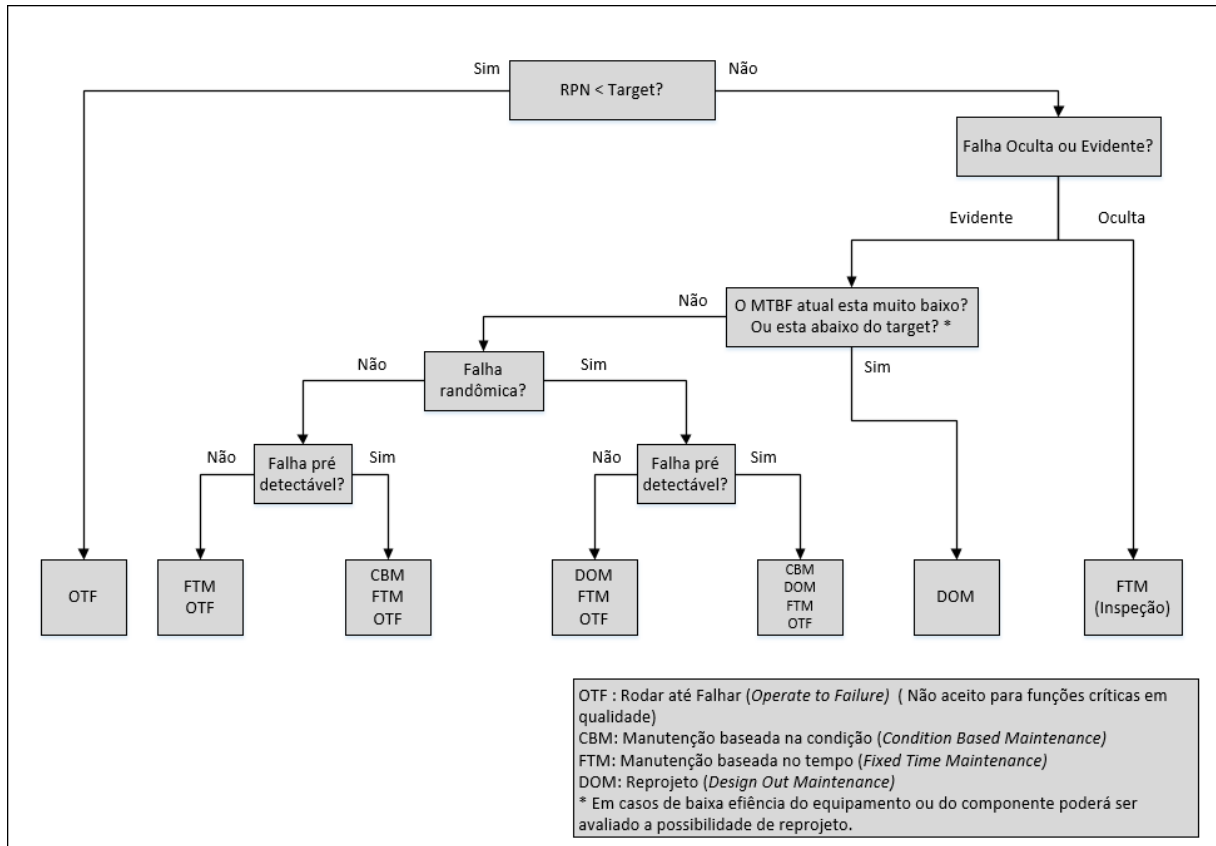 Sim
Não
RPN < Target?
Falha Oculta ou Evidente?
Evidente
Oculta
Não
O MTBF atual esta muito baixo?
Ou esta abaixo do target? *
Não
Falha
randômica?
Sim
Sim
Não
Falha pré
detectável?
Sim
Não
Falha pré
detectável?
Sim
OTF
FTM
OTF
CBM
FTM
OTF
DOM
FTM
OTF
CBM
DOM
FTM
OTF
DOM
FTM
(Inspeção)
OTF : Rodar até Falhar (Operate to Failure) ( Não aceito para funções críticas em
qualidade)
CBM: Manutenção baseada na condição (Condition Based Maintenance)
FTM: Manutenção baseada no tempo (Fixed Time Maintenance)
DOM: Reprojeto (Design Out Maintenance)
* Em casos de baixa efiência do equipamento ou do componente poderá ser
avaliado a possibilidade de reprojeto.